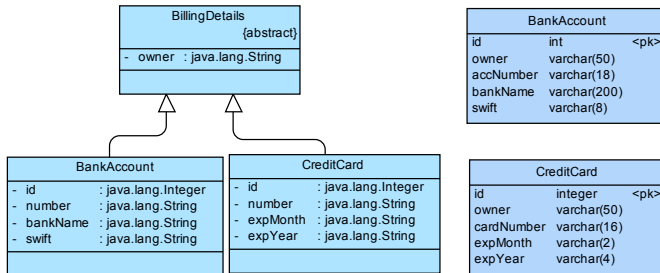 BillingDetails
{abstract}
- owner : java.lang.String
BankAccount
- id : java.lang.Integer
- number : java.lang.String
- bankName : java.lang.String
- swift : java.lang.String
CreditCard
- id : java.lang.Integer
- number : java.lang.String
- expMonth : java.lang.String
- expYear : java.lang.String
BankAccount
id int <pk>
owner varchar(50)
accNumber varchar(18)
bankName varchar(200)
swift varchar(8)
CreditCard
id integer <pk>
owner varchar(50)
cardNumber varchar(16)
expMonth varchar(2)
expYear varchar(4)